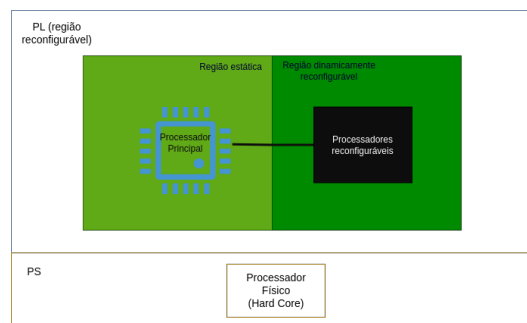 PL (região
reconfigurável)
Região estática
Região dinamicamente
reconfigurável
Processador
Principal
Processadores
reconfiguráveis
PS
Processador
Físico
(Hard Core)